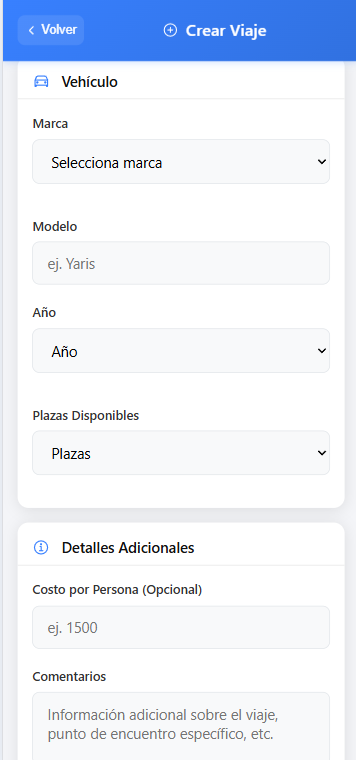 Volver
Crear Viaje
Vehículo
Marca
Selecciona marca
Modelo
ej. Yaris
Año
Año
Plazas Disponibles
Plazas
Detalles Adicionales
Costo por Persona (Opcional)
ej. 1500
Comentarios
Información adicional sobre el viaje,
punto de encuentro específico, etc.